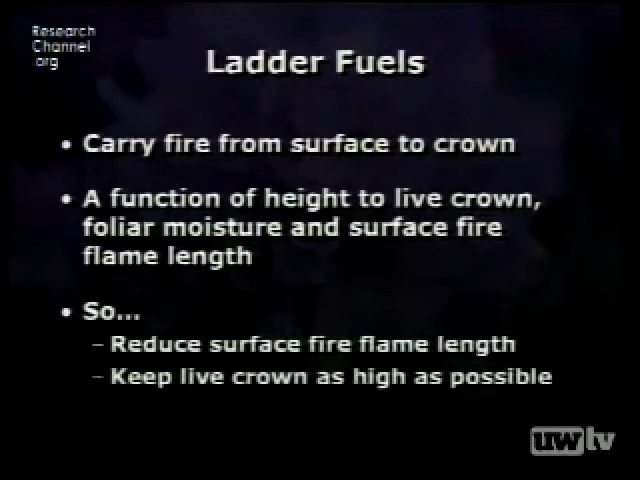 Research
Channel
.org
Ladder Fuels
• Carry fire from surface to crown
• A function of height to live crown,
foliar moisture and surface fire
flame length
• So...
– Reduce surface fire flame length
– Keep live crown as high as possible
uwtv